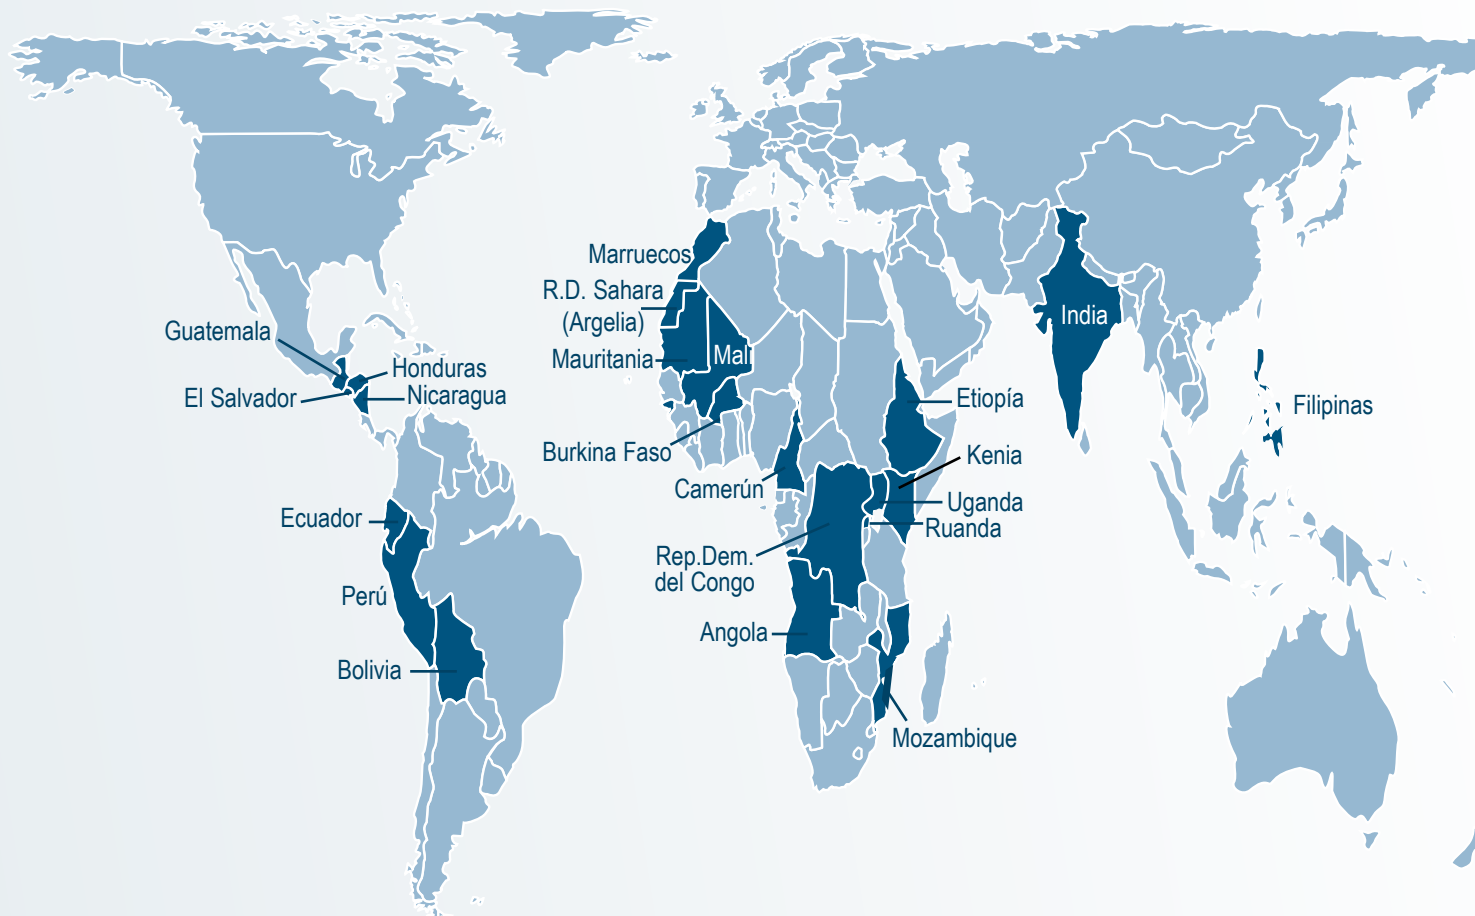 Marruecos
R.D. Sahara
(Argelia)
Mauritania
Mali
India
Guatemala
Honduras
El Salvador
Nicaragua
Etiopía
Filipinas
Burkina Faso
Kenia
Camerún
Uganda
Ecuador
Ruanda
Rep.Dem.
del Congo
Perú
Angola
Bolivia
Mozambique